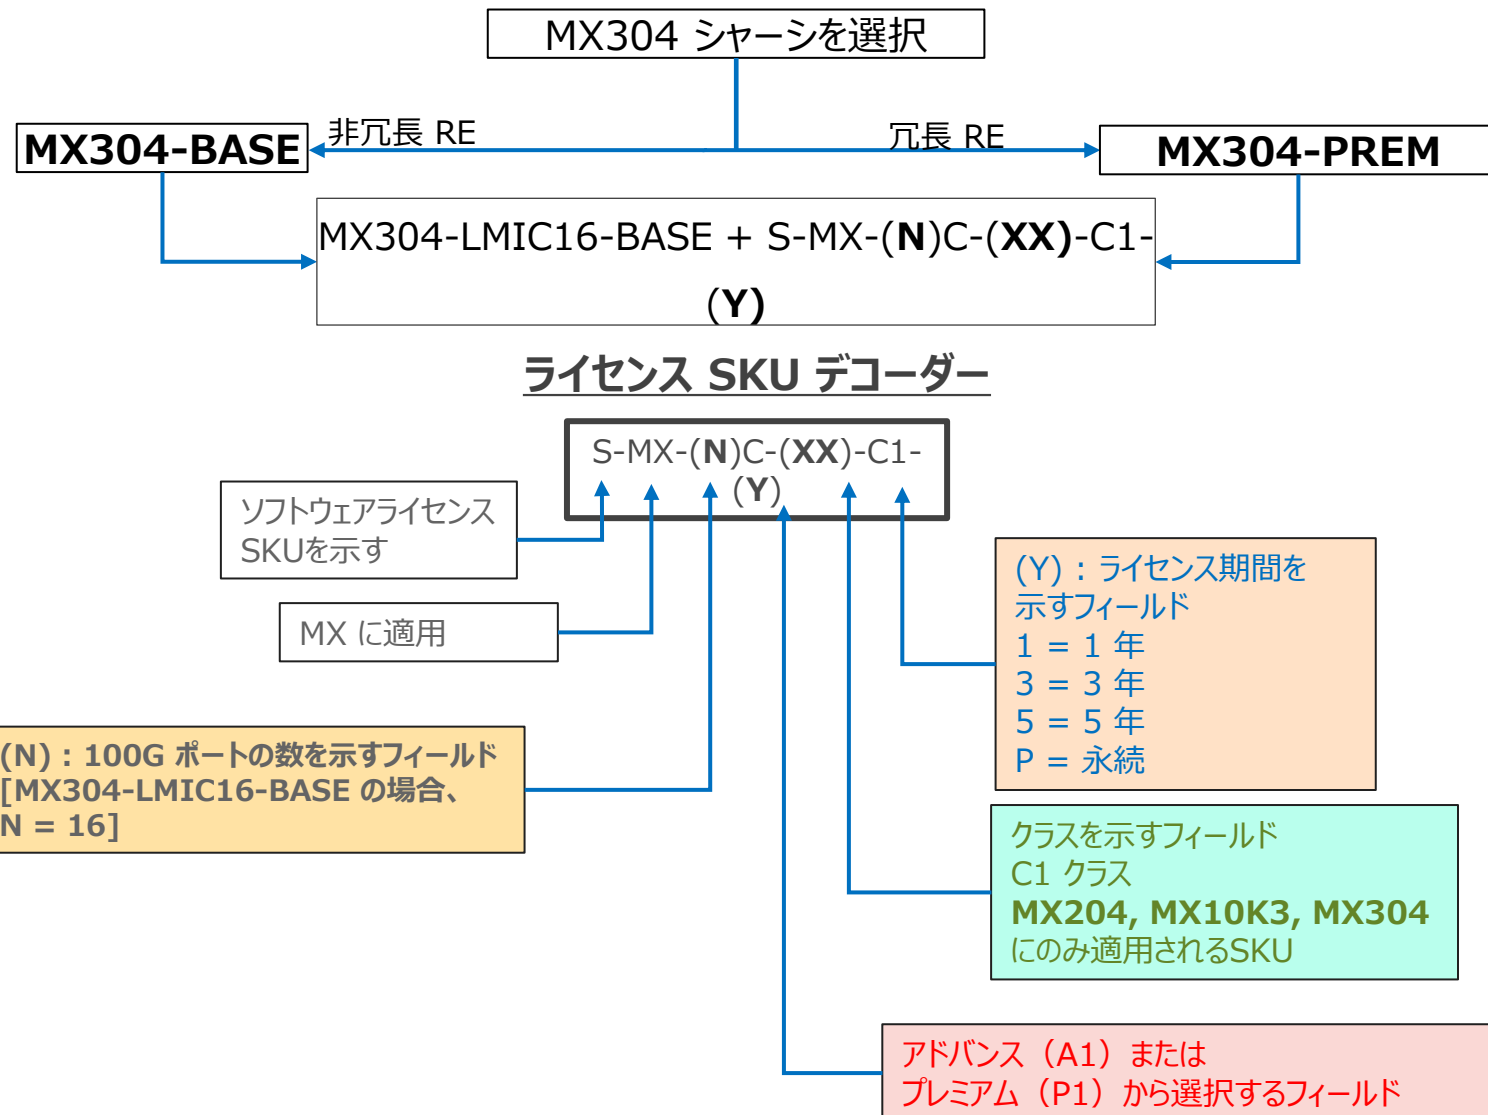 MX304 シャーシを選択
MX304-BASE
非冗長 RE
冗長 RE
MX304-PREM
MX304-LMIC16-BASE + S-MX-(N)C-(XX)-C1-
(Y)
ライセンス SKU デコーダー
S-MX-(N)C-(XX)-C1-
(Y)
ソフトウェアライセンス
SKUを示す
MX に適用
(N) : 100G ポートの数を示すフィールド
[MX304-LMIC16-BASE の場合、
N = 16]
(Y) : ライセンス期間を
示すフィールド
1 = 1 年
3 = 3 年
5 = 5 年
P = 永続
クラスを示すフィールド
C1 クラス
MX204, MX10K3, MX304
にのみ適用されるSKU
アドバンス（A1）または
プレミアム（P1）から選択するフィールド